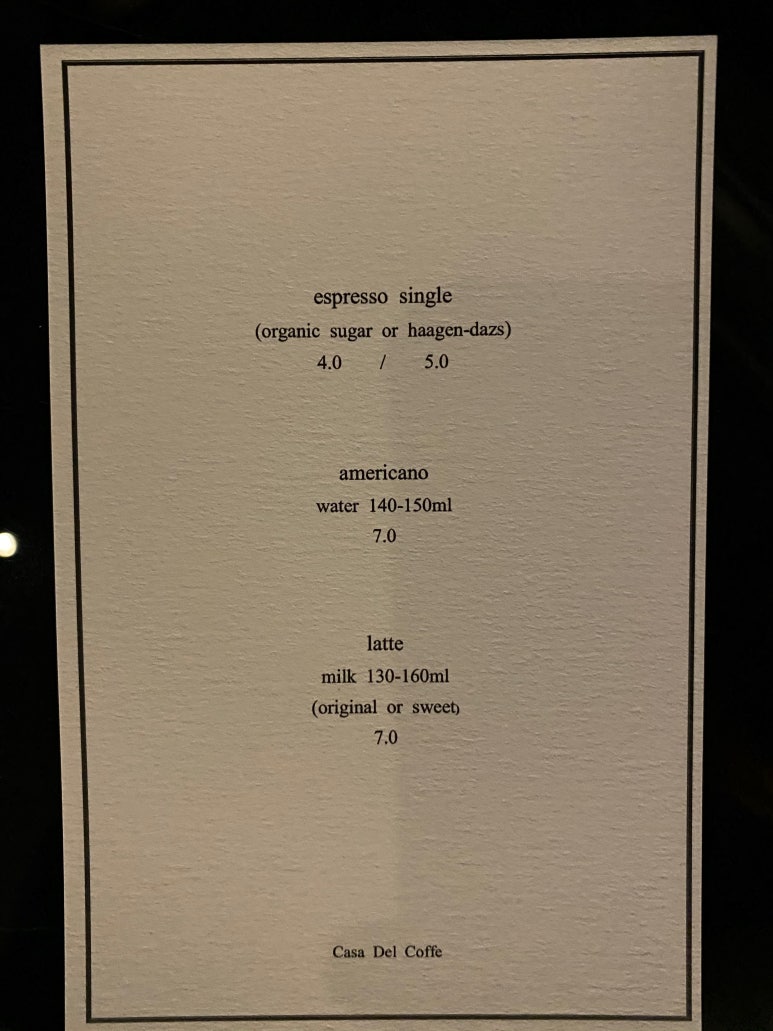 espresso single
(organic sugar or haagen-dazs)
4.0 / 5.0
americano
water 140-150ml
7.0
latte
milk 130-160ml
(original or sweet)
7.0
Casa Del Coffe